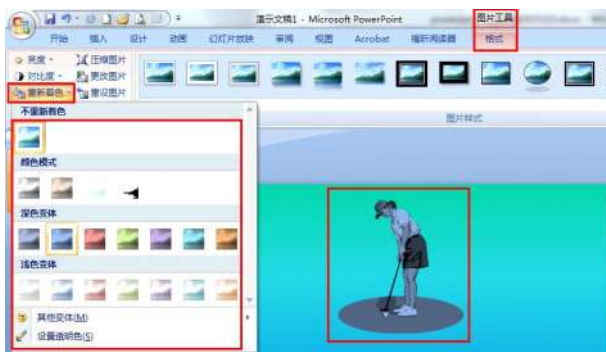 演示文稿1 - Microsoft PowerPoint
图片工具
开始 插入 设计 动画 幻灯片放映 审阅 视图 Acrobat 福昕阅读器 格式
亮度 压缩图片
对比度 更改图片
重新着色 重设图片
图片样式
不重新着色
颜色模式
深色变体
浅色变体
其他变体(M)
设置透明色(S)